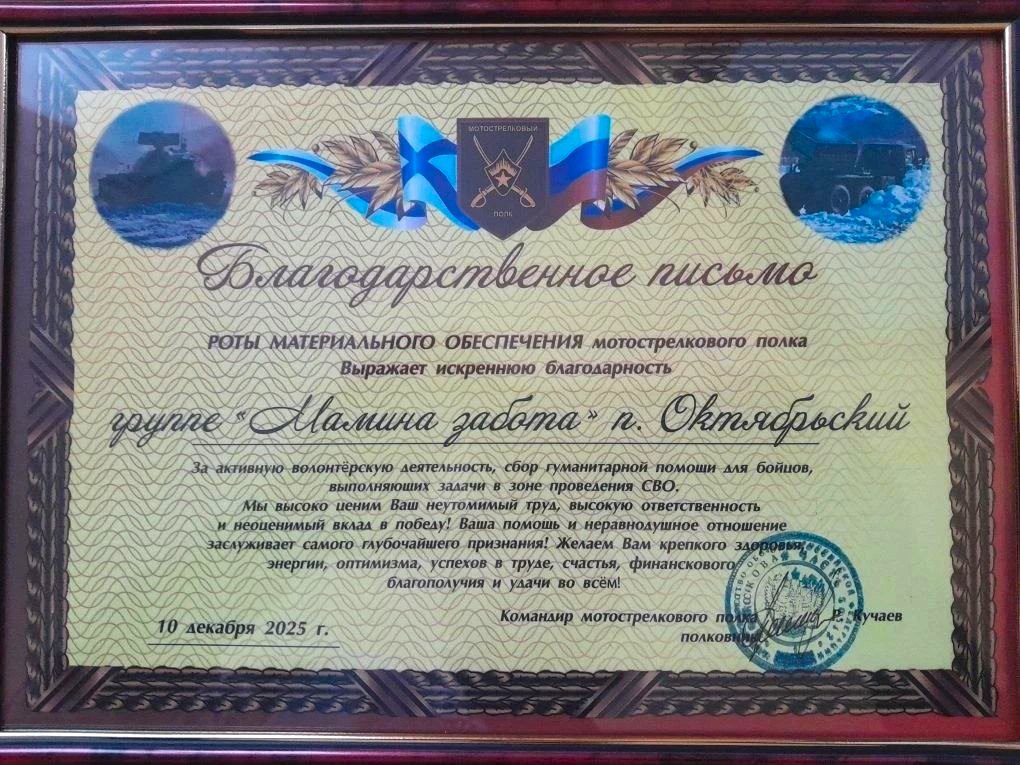 МОТОСТРЕЛКОВЫЙ
ПОЛК
Благодарственное письмо
РОТЫ МАТЕРИАЛЬНОГО ОБЕСПЕЧЕНИЯ мотострелкового полка
Выражает искреннюю благодарность
группе «Мамина забота» п. Октябрьский
За активную волонтёрскую деятельность, сбор гуманитарной помощи для бойцов,
выполняющих задачи в зоне проведения СВО.
Мы высоко ценим Ваш неутомимый труд, высокую ответственность
и неоценимый вклад в победу! Ваша помощь и неравнодушное отношение
заслуживает самого глубочайшего признания! Желаем Вам крепкого здоровья,
энергии, оптимизма, успехов в труде, счастья, финансового
благополучия и удачи во всём!
Командир мотострелкового полка Р. Кучаев
полковник
10 декабря 2025 г.